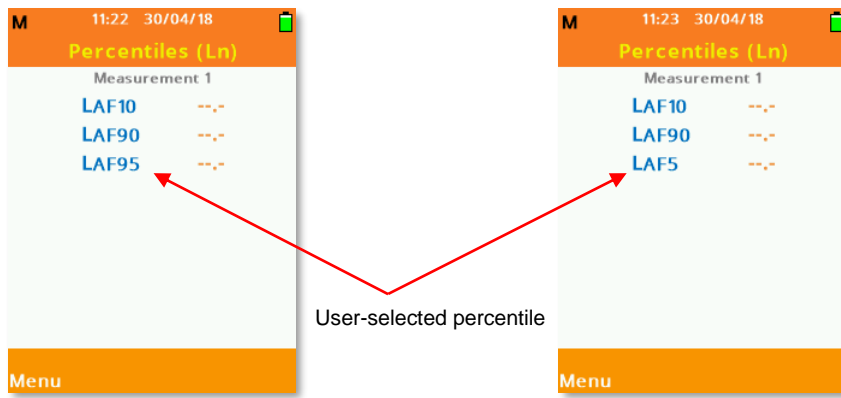 M 11:22 30/04/18
Percentiles (Ln)
Measurement 1
LAF10 --.-
LAF90 --.-
LAF95 --.-
Menu
User-selected percentile
M 11:23 30/04/18
Percentiles (Ln)
Measurement 1
LAF10 --.-
LAF90 --.-
LAF5 --.-
Menu